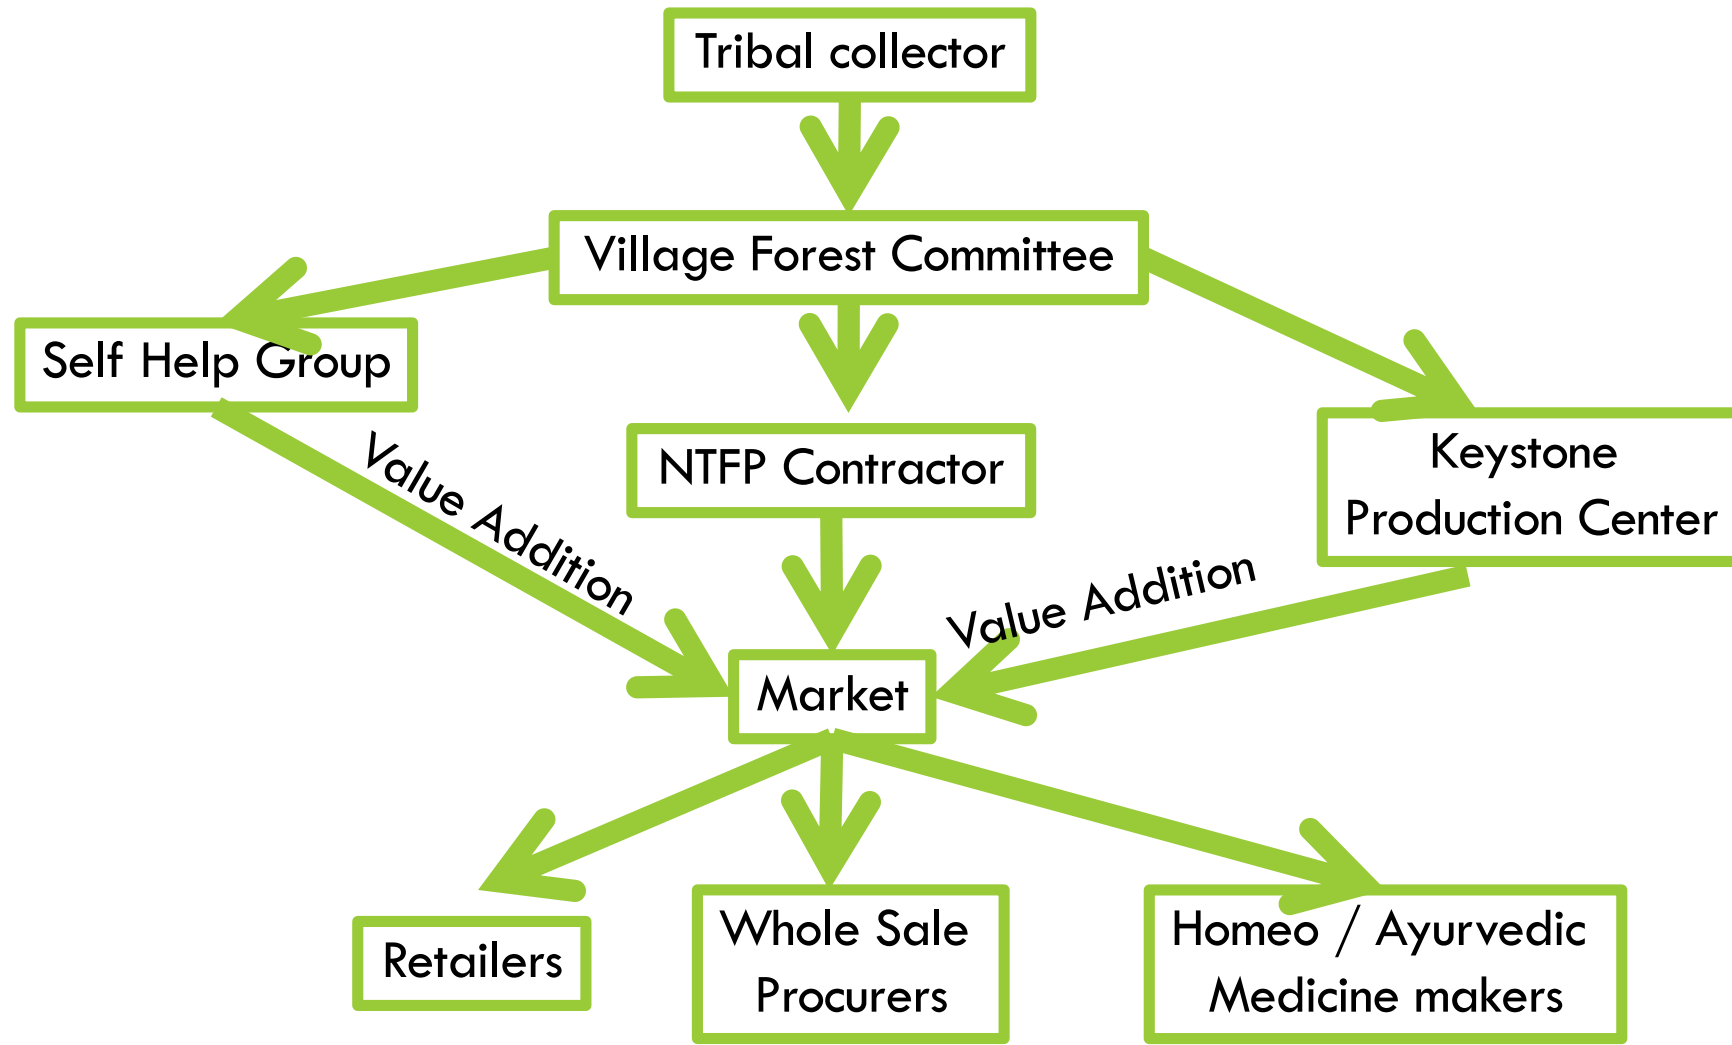 Tribal collector
Village Forest Committee
Self Help Group
NTFP Contractor
Keystone
Production Center
Value Addition
Value Addition
Market
Retailers
Whole Sale
Procurers
Homeo / Ayurvedic
Medicine makers